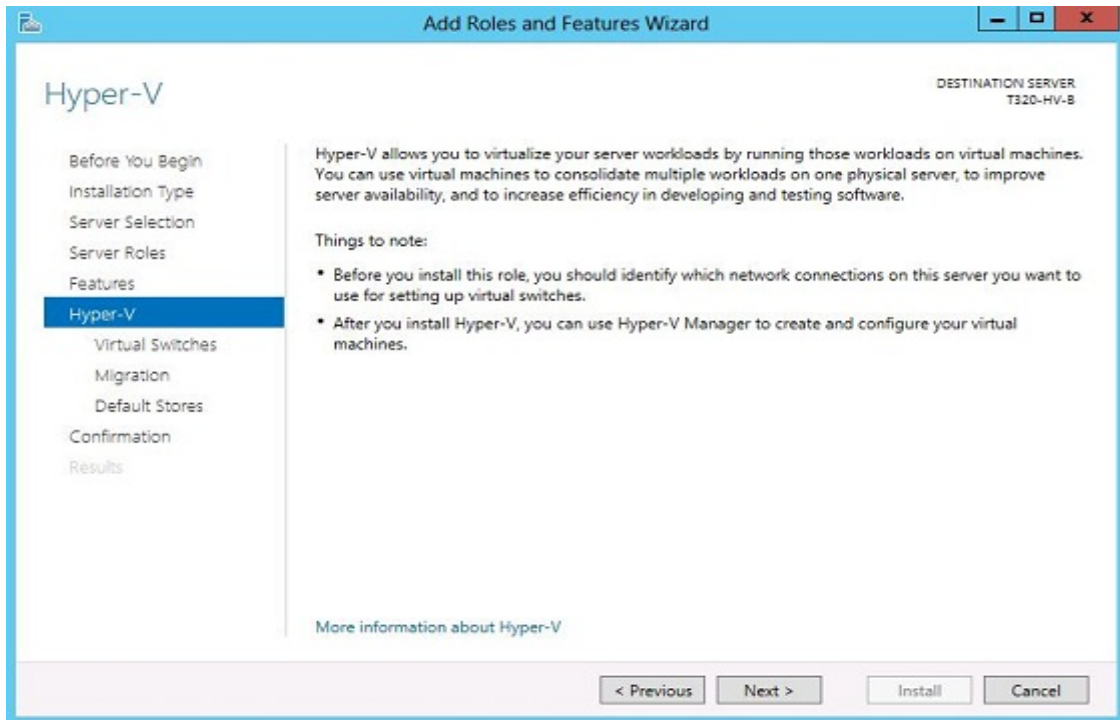 Add Roles and Features Wizard
Hyper-V
DESTINATION SERVER
T320-HV-B
Before You Begin
Installation Type
Server Selection
Server Roles
Features
Hyper-V
Virtual Switches
Migration
Default Stores
Confirmation
Results
Hyper-V allows you to virtualize your server workloads by running those workloads on virtual machines.
You can use virtual machines to consolidate multiple workloads on one physical server, to improve
server availability, and to increase efficiency in developing and testing software.
Things to note:
• Before you install this role, you should identify which network connections on this server you want to
use for setting up virtual switches.
• After you install Hyper-V, you can use Hyper-V Manager to create and configure your virtual
machines.
More information about Hyper-V
< Previous
Next >
Install
Cancel